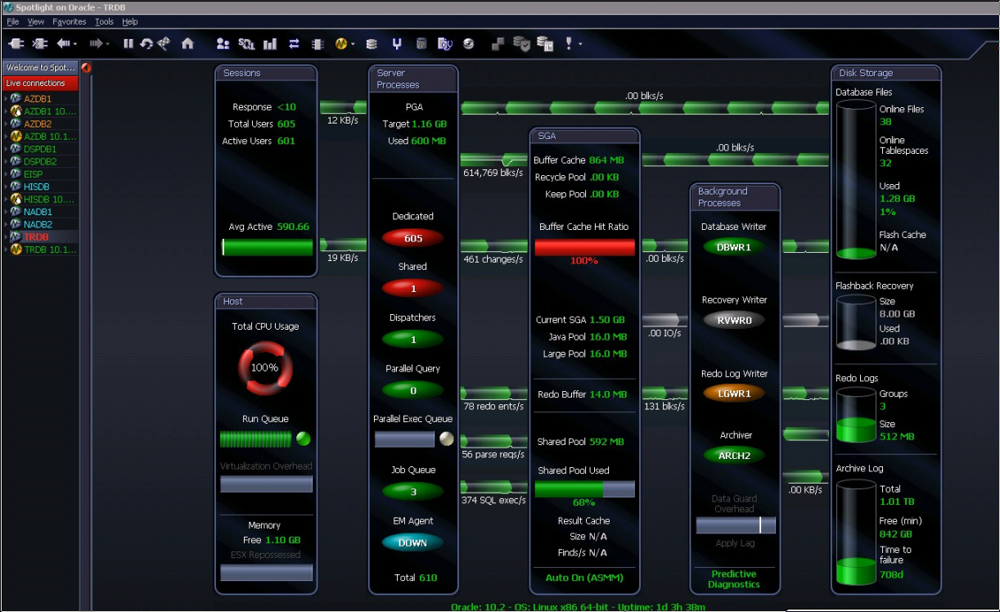 Spotlight on Oracle - TRDB
File View Favorites Tools Help
SQL
Welcome to Spot...
Live connections
AZDB1
AZDB1 10....
AZDB2
AZDB 10.1...
DSPDB1
DSPDB2
EISP
HISDB
HISDB 10....
NADB1
NADB2
TRDB
TRDB 10.1...
Sessions
Response <10
Total Users 605
Active Users 601
Avg Active 590.66
12 KB/s
19 KB/s
Host
Total CPU Usage
100%
Run Queue
Virtualization Overhead
Memory
Free 1.10 GB
ESX Repossessed
Server
Processes
PGA
Target 1.16 GB
Used 600 MB
Dedicated
605
Shared
1
Dispatchers
1
Parallel Query
0
Parallel Exec Queue
Job Queue
3
EM Agent
DOWN
Total 610
.00 blks/s
614,769 blks/s
461 changes/s
78 redo ents/s
56 parse reqs/s
374 SQL exec/s
SGA
Buffer Cache 864 MB
Recycle Pool .00 KB
Keep Pool .00 KB
Buffer Cache Hit Ratio
100%
Current SGA 1.50 GB
Java Pool 16.0 MB
Large Pool 16.0 MB
Redo Buffer 14.0 MB
Shared Pool 592 MB
Shared Pool Used
68%
Result Cache
Size N/A
Finds/s N/A
Auto On (ASMM)
.00 blks/s
.00 blks/s
.00 IO/s
131 blks/s
Background
Processes
Database Writer
DBWR1
Recovery Writer
RVWR0
Redo Log Writer
LGWR1
Archiver
ARCH2
Data Guard
Overhead
Apply Lag
Predictive
Diagnostics
.00 KB/s
Disk Storage
Database Files
Online Files
38
Online
Tablespaces
32
Used
1.28 GB
1%
Flash Cache
N/A
Flashback Recovery
Size
8.00 GB
Used
.00 KB
Redo Logs
Groups
3
Size
512 MB
Archive Log
Total
1.01 TB
Free (min)
842 GB
Time to
failure
708d
Oracle: 10.2 - OS: Linux x86 64-bit - Uptime: 1d 3h 38m